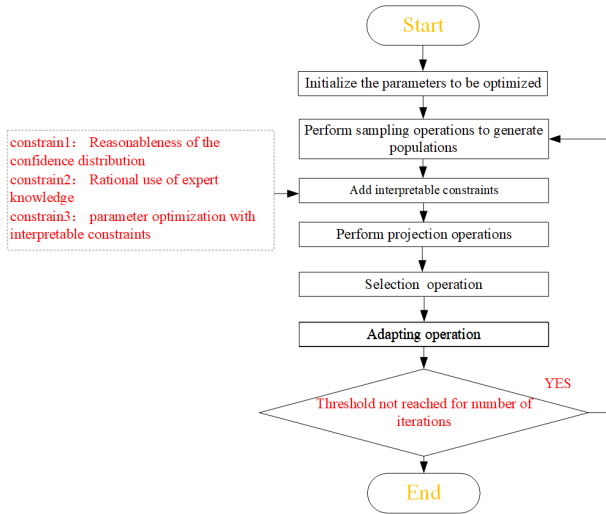 Start
Initialize the parameters to be optimized
Perform sampling operations to generate
populations
constrain1： Reasonableness of the
confidence distribution
constrain2： Rational use of expert
knowledge
constrain3： parameter optimization with
interpretable constraints
Add interpretable constraints
Perform projection operations
Selection operation
Adapting operation
YES
Threshold not reached for number of
iterations
End